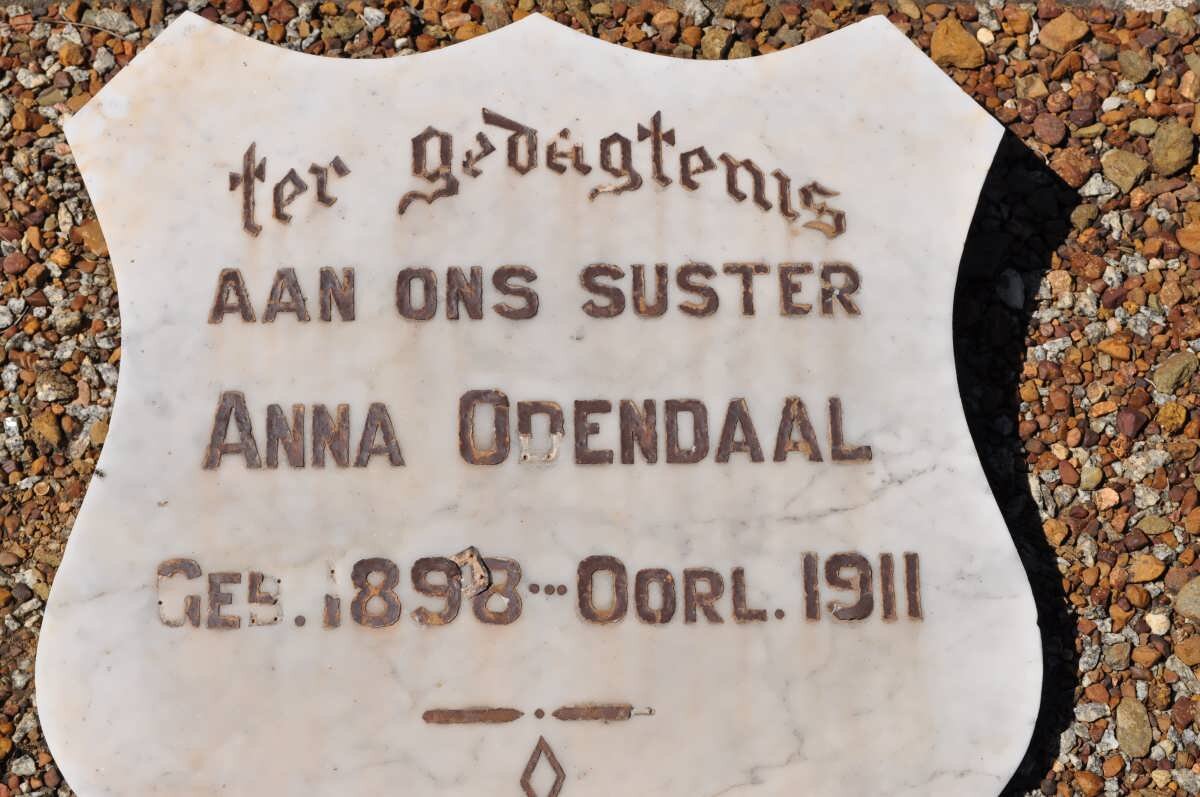 ter gedagtenis
AAN ONS SUSTER
ANNA ODENDAAL
GEB. 1898 ... OORL. 1911